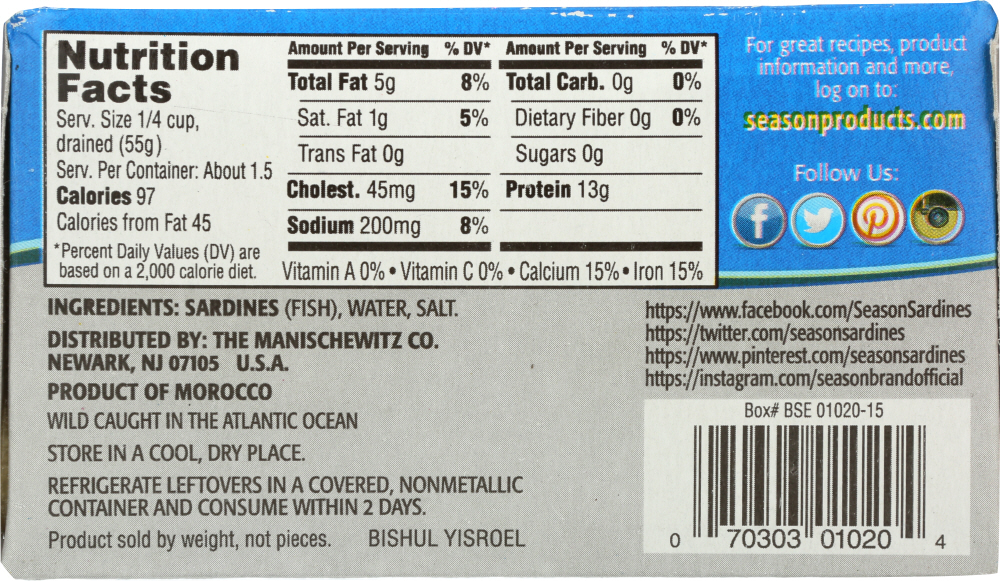 Nutrition
Facts
Serv. Size 1/4 cup,
drained (55g)
Serv. Per Container: About 1.5
Calories 97
Calories from Fat 45
*Percent Daily Values (DV) are
based on a 2,000 calorie diet.
Amount Per Serving % DV*
Total Fat 5g 8%
Sat. Fat 1g 5%
Trans Fat 0g
Cholest. 45mg 15%
Sodium 200mg 8%
Amount Per Serving % DV*
Total Carb. 0g 0%
Dietary Fiber 0g 0%
Sugars 0g
Protein 13g
Vitamin A 0% • Vitamin C 0% • Calcium 15% • Iron 15%
For great recipes, product
information and more,
log on to:
seasonproducts.com
Follow Us:
INGREDIENTS: SARDINES (FISH), WATER, SALT.
DISTRIBUTED BY: THE MANISCHEWITZ CO.
NEWARK, NJ 07105 U.S.A.
PRODUCT OF MOROCCO
WILD CAUGHT IN THE ATLANTIC OCEAN
STORE IN A COOL, DRY PLACE.
REFRIGERATE LEFTOVERS IN A COVERED, NONMETALLIC
CONTAINER AND CONSUME WITHIN 2 DAYS.
Product sold by weight, not pieces. BISHUL YISROEL
https://www.facebook.com/SeasonSardines
https://twitter.com/seasonsardines
https://www.pinterest.com/seasonsardines
https://instagram.com/seasonbrandofficial
Box# BSE 01020-15
0 70303 01020 4